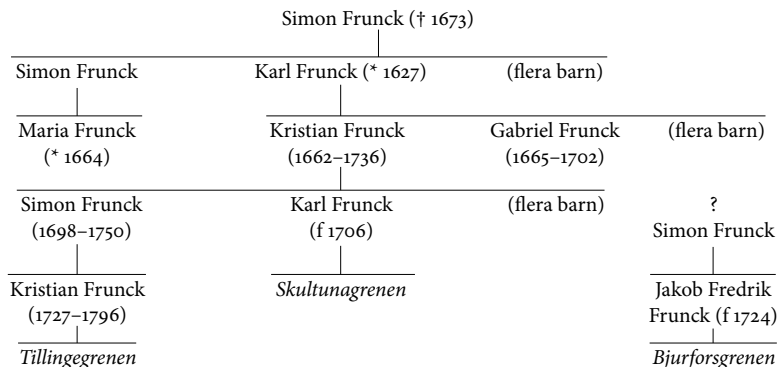 Simon Frunck († 1673)
Simon Frunck
Karl Frunck (* 1627)
(flera barn)
Maria Frunck
(* 1664)
Kristian Frunck
(1662–1736)
Gabriel Frunck
(1665–1702)
(flera barn)
Simon Frunck
(1698–1750)
Karl Frunck
(f 1706)
(flera barn)
?
Simon Frunck
Kristian Frunck
(1727–1796)
Skultunagrenen
Jakob Fredrik
Frunck (f 1724)
Tillingegrenen
Bjurforsgrenen